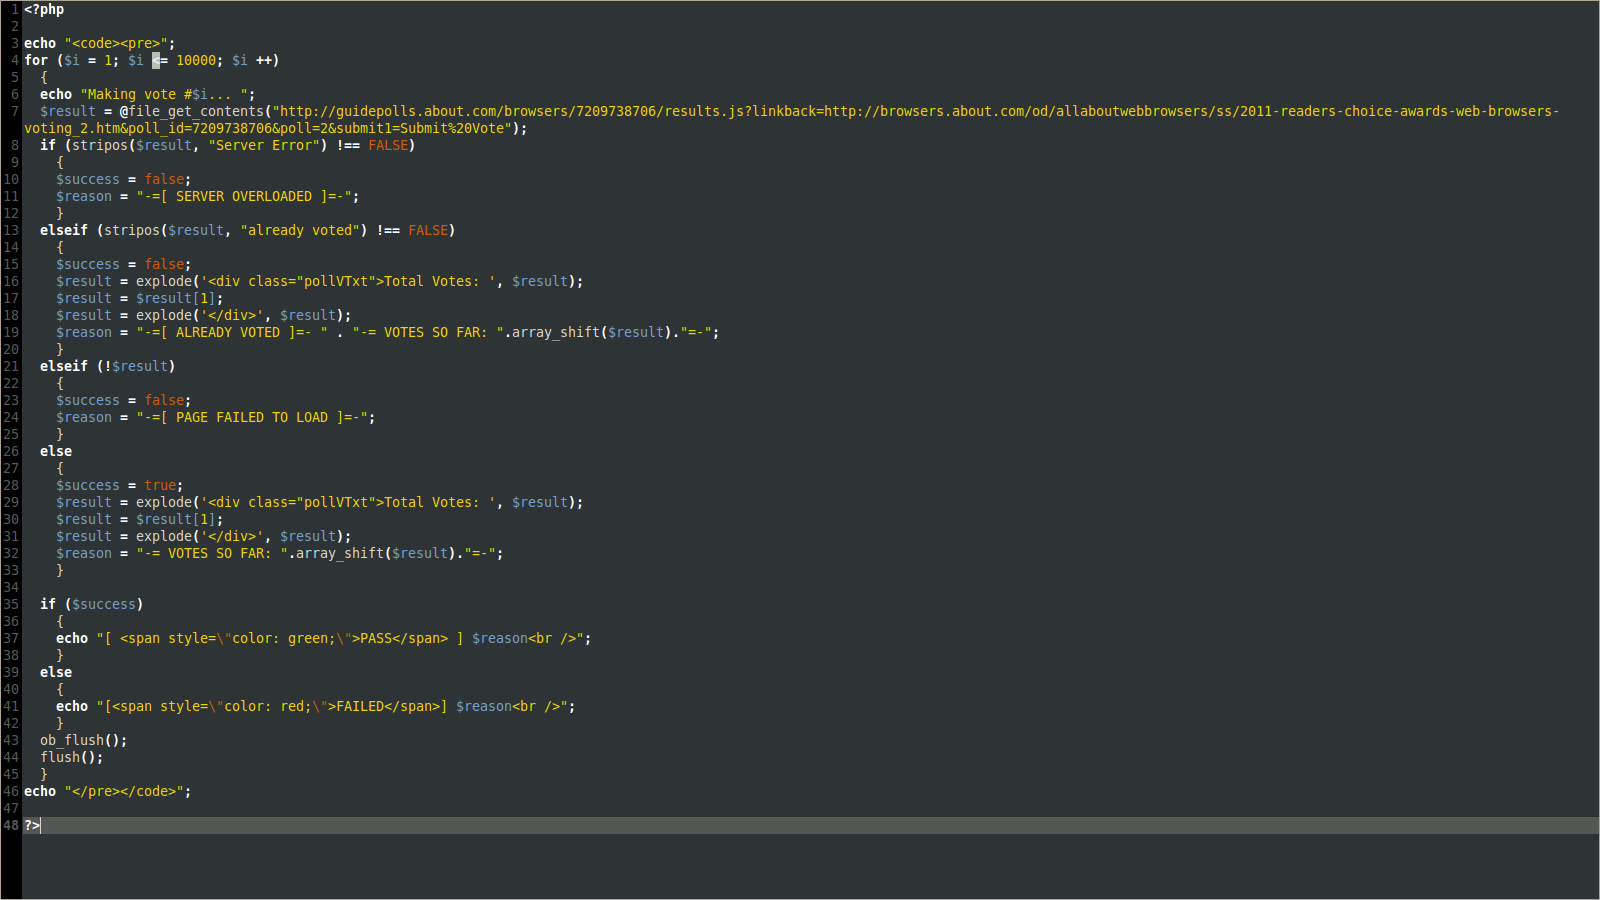 1 <?php
2
3 echo "<code><pre>";
4 for ($i = 1; $i <= 10000; $i ++)
5   {
6   echo "Making vote #$i... ";
7   $result = @file_get_contents("http://guidepolls.about.com/browsers/7209738706/results.js?linkback=http://browsers.about.com/od/allaboutwebbrowsers/ss/2011-readers-choice-awards-web-browsers-
voting_2.htm&poll_id=7209738706&poll=2&submit1=Submit%20Vote");
8   if (stripos($result, "Server Error") !== FALSE)
9     {
10     $success = false;
11     $reason = "-=[ SERVER OVERLOADED ]=-";
12     }
13   elseif (stripos($result, "already voted") !== FALSE)
14     {
15     $success = false;
16     $result = explode('<div class="pollVTxt">Total Votes: ', $result);
17     $result = $result[1];
18     $result = explode('</div>', $result);
19     $reason = "-=[ ALREADY VOTED ]=- " . "-= VOTES SO FAR: ".array_shift($result)."=-";
20     }
21   elseif (!$result)
22     {
23     $success = false;
24     $reason = "-=[ PAGE FAILED TO LOAD ]=-";
25     }
26   else
27     {
28     $success = true;
29     $result = explode('<div class="pollVTxt">Total Votes: ', $result);
30     $result = $result[1];
31     $result = explode('</div>', $result);
32     $reason = "-= VOTES SO FAR: ".array_shift($result)."=-";
33     }
34
35   if ($success)
36     {
37     echo "[ <span style=\"color: green;\">PASS</span> ] $reason<br />";
38     }
39   else
40     {
41     echo "[<span style=\"color: red;\">FAILED</span>] $reason<br />";
42     }
43   ob_flush();
44   flush();
45   }
46 echo "</pre></code>";
47
48 ?>